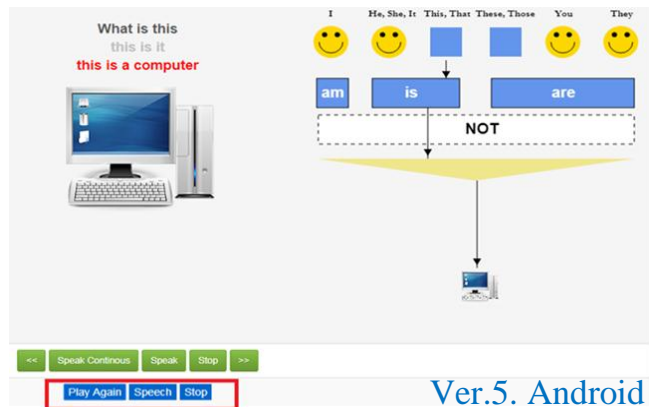 What is this
this is it
this is a computer
I He, She, It This, That These, Those You They
am is are
NOT
<< Speak Continous Speak Stop >>
Play Again Speech Stop
Ver.5. Android